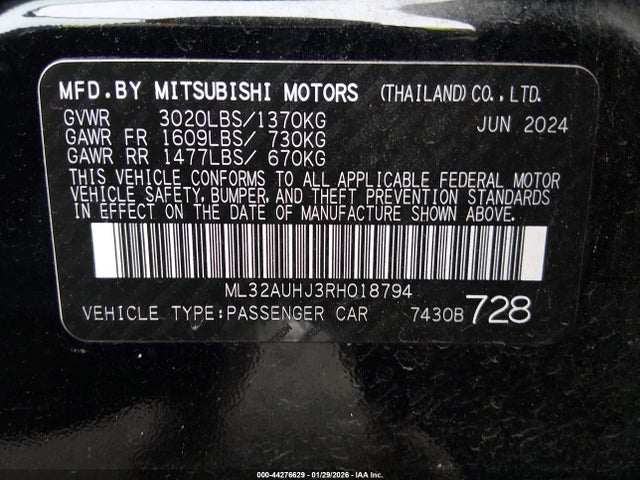 MFD.BY MITSUBISHI MOTORS (THAILAND) CO., LTD.
GVWR 3020LBS/1370KG JUN 2024
GAWR FR 1609LBS/ 730KG
GAWR RR 1477LBS/ 670KG
THIS VEHICLE CONFORMS TO ALL APPLICABLE FEDERAL MOTOR
VEHICLE SAFETY, BUMPER, AND THEFT PREVENTION STANDARDS
IN EFFECT ON THE DATE OF MANUFACTURE SHOWN ABOVE.
ML32AUHJ3RH018794
VEHICLE TYPE:PASSENGER CAR 7430B 728
000-44276629 - 01/29/2026 - IAA Inc.